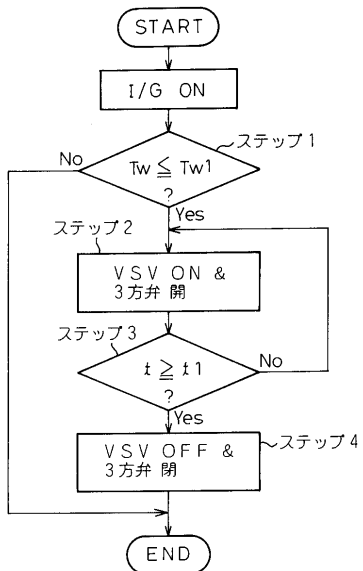 START
I/G ON
ステップ1
No
Tw ≦ Tw1
?
Yes
ステップ2
VSV ON &
3方弁 開
ステップ3
t ≧ t1
No
?
Yes
VSV OFF &
3方弁 閉
ステップ4
END